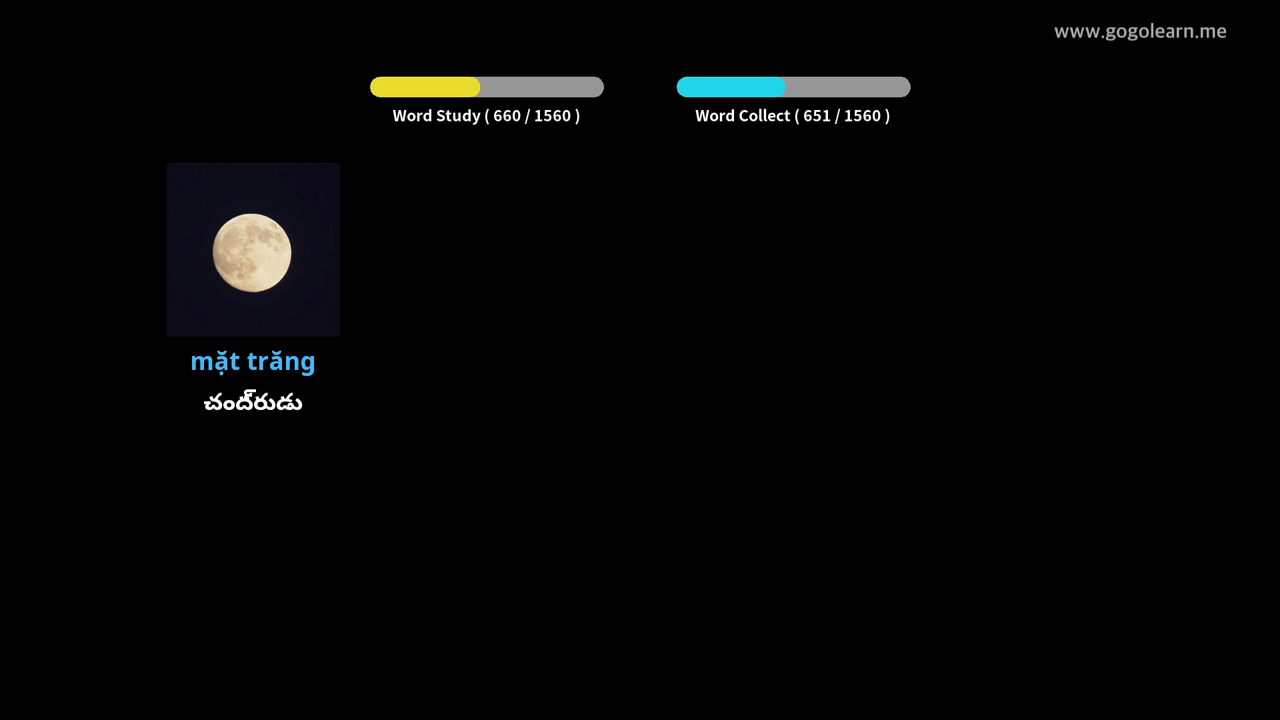 www.gogolearn.me
Word Study ( 660 / 1560 )
Word Collect ( 651 / 1560 )
mặt trăng
చంద్రుడు